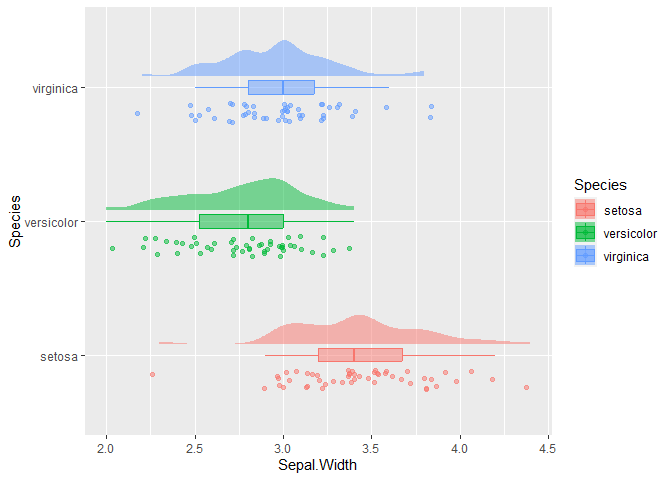 virginica
versicolor
setosa
Species
2.0 2.5 3.0 3.5 4.0 4.5
Sepal.Width
Species
setosa
versicolor
virginica